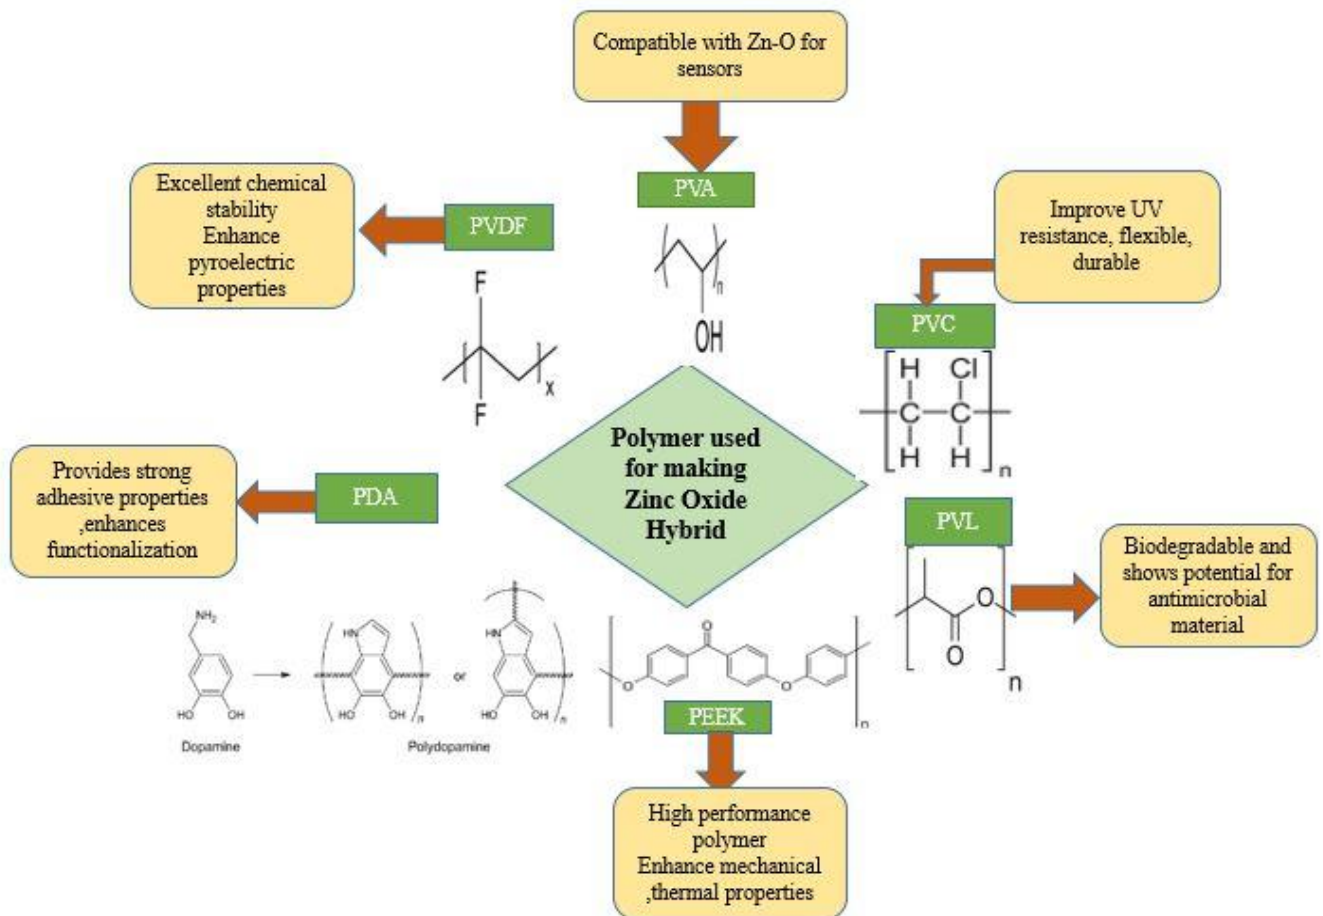 Compatible with Zn-O for
sensors
PVA
n
OH
Excellent chemical
stability
Enhance
pyroelectric
properties
PVDF
F
x
F
Improve UV
resistance, flexible,
durable
PVC
H Cl
C C
H H
n
Polymer used
for making
Zinc Oxide
Hybrid
Provides strong
adhesive properties
,enhances
functionalization
PDA
PVL
O
O
n
Biodegradable and
shows potential for
antimicrobial
material
NH2
HO
OH
Dopamine
HN
HO OH
n
or
HN
HO OH
n
Polydopamine
O
O
O
n
PEEK
High performance
polymer
Enhance mechanical
,thermal properties